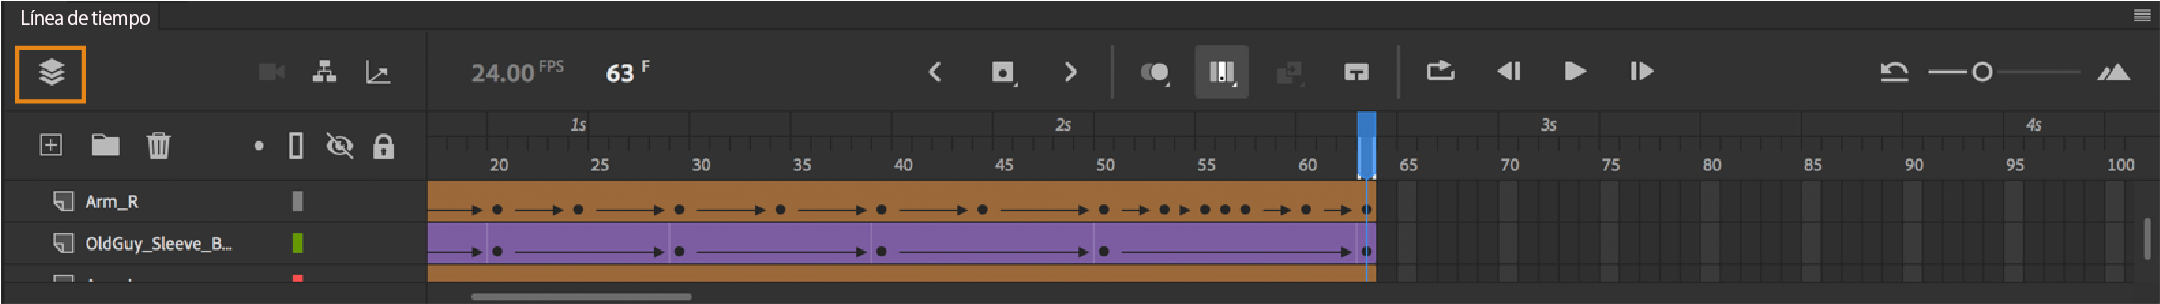 Línea de tiempo
24.00 FPS 63 F
1s 2s 3s 4s
20 25 30 35 40 45 50 55 60 65 70 75 80 85 90 95 100
Arm_R
OldGuy_Sleeve_B...